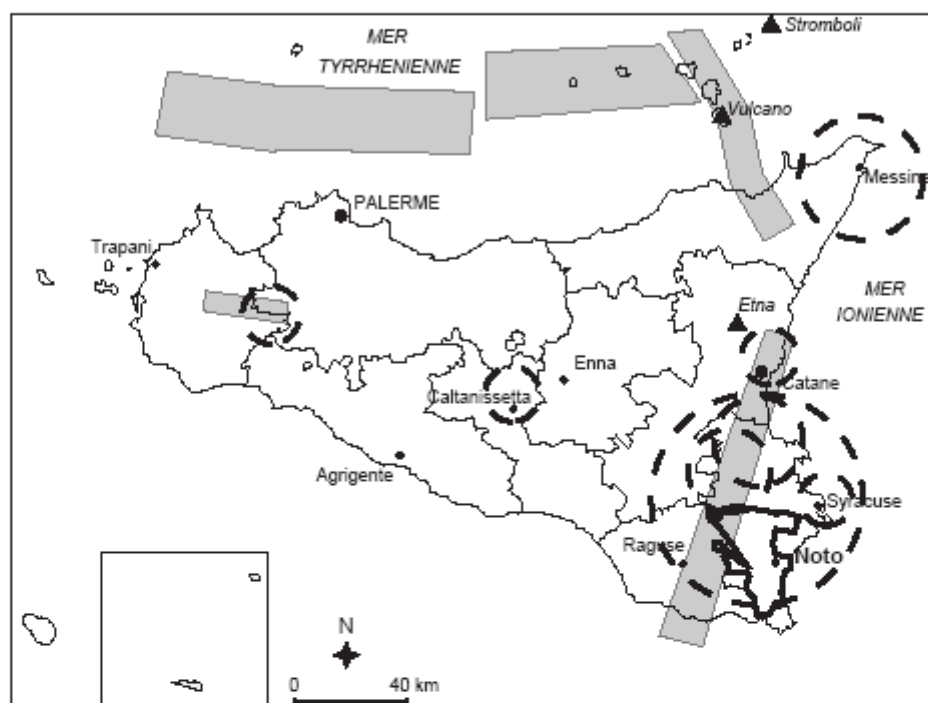 Stromboli
MER
TYRRHENIENNE
Vulcano
Messine
PALERME
Trapani
MER
IONIENNE
Etna
Enna
Catane
Caltanissetta
Agrigente
Syracuse
Raguse
Noto
N
0 40 km